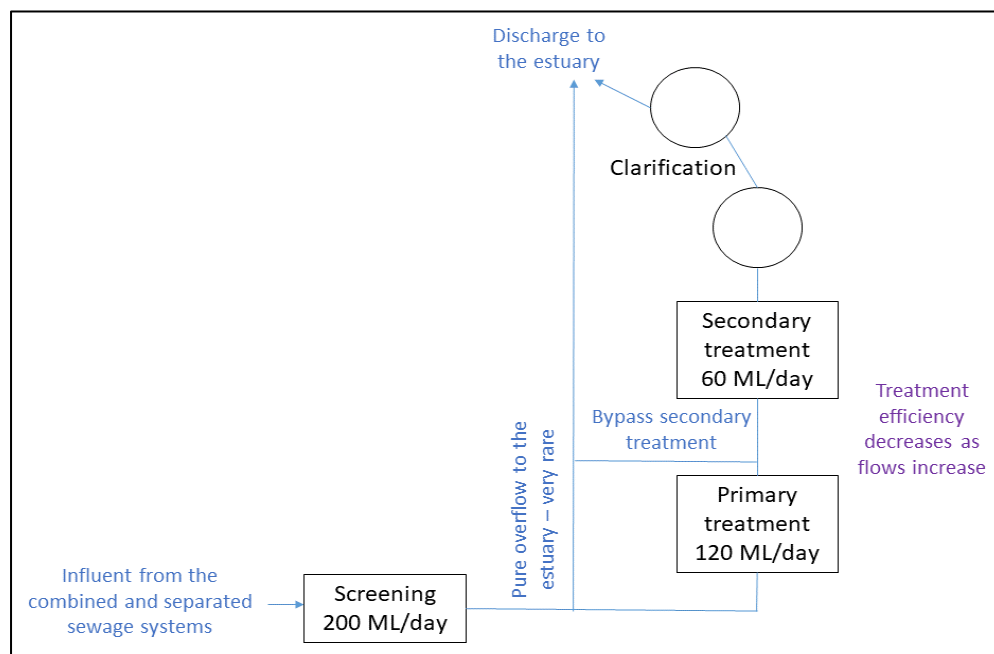 Discharge to
the estuary
Clarification
Secondary
treatment
60 ML/day
Treatment
efficiency
decreases as
flows increase
Bypass secondary
treatment
Pure overflow to the
estuary – very rare
Primary
treatment
120 ML/day
Influent from the
combined and separated
sewage systems
Screening
200 ML/day